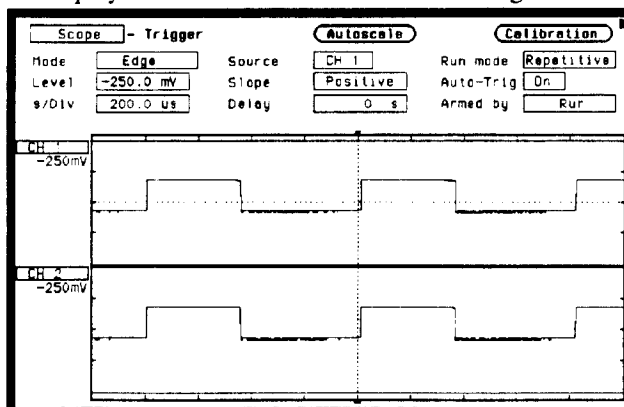 Scope - Trigger Autoscale Calibration
Mode Edge Source CH 1 Run mode Repetitive
Level -250.0 mV Slope Positive Auto-Trig On
s/Div 200.0 us Delay 0 s Armed by Run
CH 1
-250mV
CH 2
-250mV